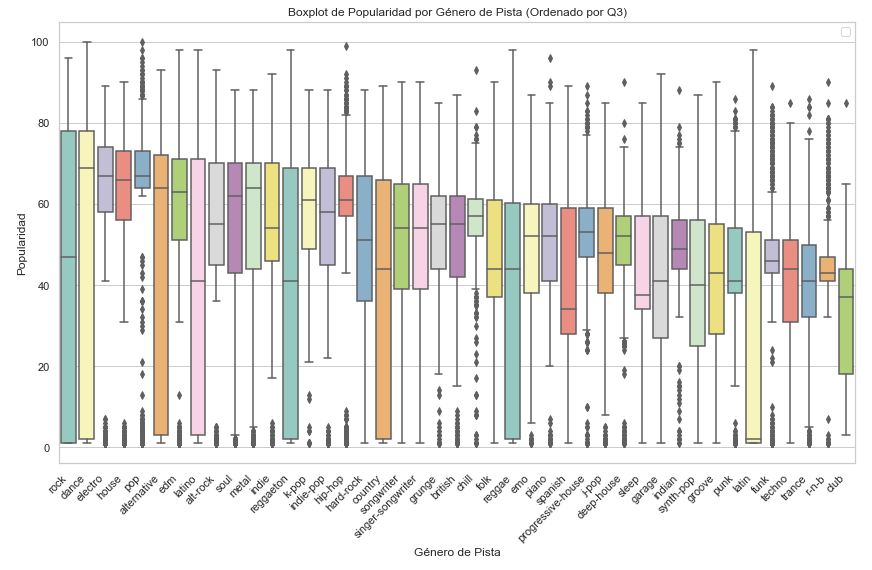 Boxplot de Popularidad por Género de Pista (Ordenado por Q3)
100
80
60
40
20
0
Popularidad
rock
dance
electro
house
pop
alternative
edm
latino
alt-rock
soul
metal
indie
reggaeton
k-pop
indie-pop
hip-hop
hard-rock
country
songwriter
singer-songwriter
grunge
british
chill
folk
reggae
emo
piano
spanish
progressive-house
j-pop
deep-house
sleep
garage
indian
synth-pop
groove
punk
latin
funk
techno
trance
r-n-b
club
Género de Pista